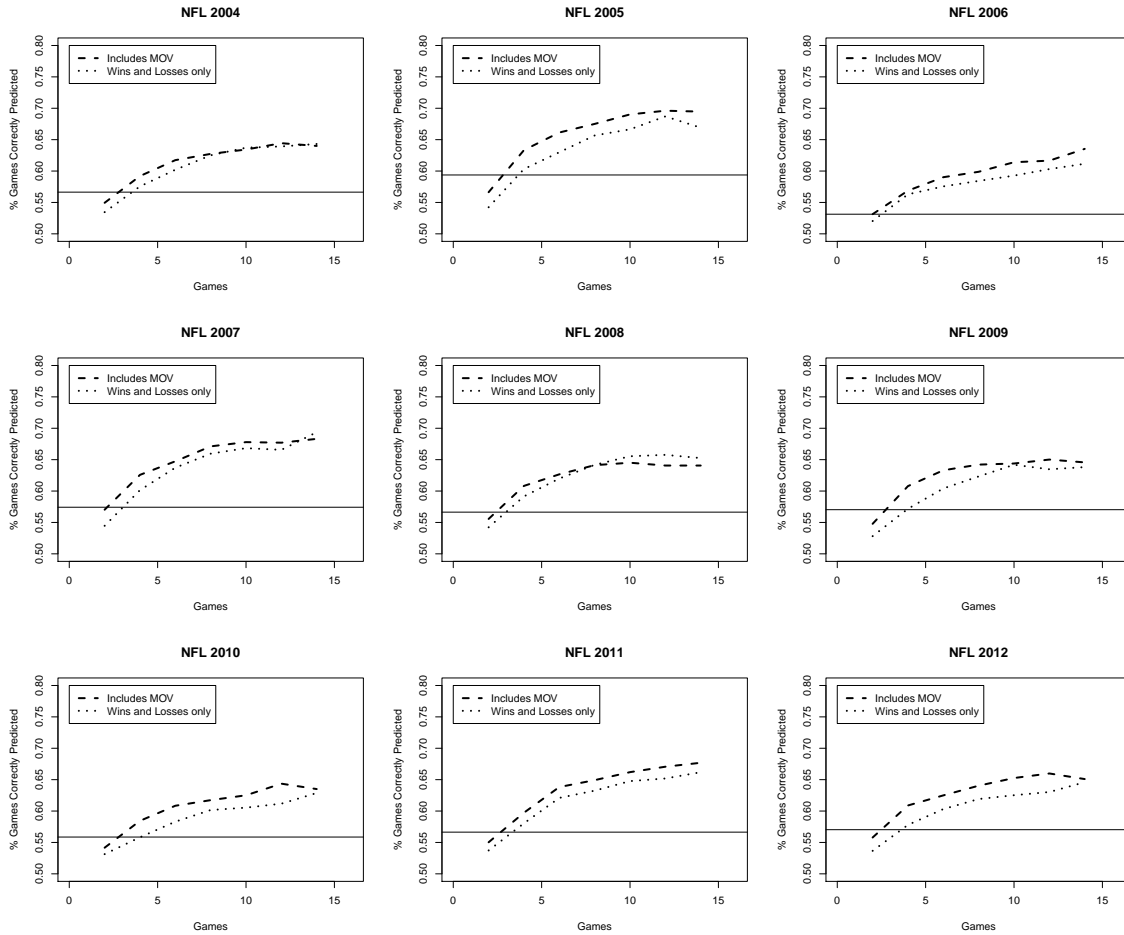 NFL 2004
% Games Correctly Predicted
0.80
0.75
0.70
0.65
0.60
0.55
0.50
Includes MOV
Wins and Losses only
0 5 10 15
Games
NFL 2005
% Games Correctly Predicted
0.80
0.75
0.70
0.65
0.60
0.55
0.50
Includes MOV
Wins and Losses only
0 5 10 15
Games
NFL 2006
% Games Correctly Predicted
0.80
0.75
0.70
0.65
0.60
0.55
0.50
Includes MOV
Wins and Losses only
0 5 10 15
Games
NFL 2007
% Games Correctly Predicted
0.80
0.75
0.70
0.65
0.60
0.55
0.50
Includes MOV
Wins and Losses only
0 5 10 15
Games
NFL 2008
% Games Correctly Predicted
0.80
0.75
0.70
0.65
0.60
0.55
0.50
Includes MOV
Wins and Losses only
0 5 10 15
Games
NFL 2009
% Games Correctly Predicted
0.80
0.75
0.70
0.65
0.60
0.55
0.50
Includes MOV
Wins and Losses only
0 5 10 15
Games
NFL 2010
% Games Correctly Predicted
0.80
0.75
0.70
0.65
0.60
0.55
0.50
Includes MOV
Wins and Losses only
0 5 10 15
Games
NFL 2011
% Games Correctly Predicted
0.80
0.75
0.70
0.65
0.60
0.55
0.50
Includes MOV
Wins and Losses only
0 5 10 15
Games
NFL 2012
% Games Correctly Predicted
0.80
0.75
0.70
0.65
0.60
0.55
0.50
Includes MOV
Wins and Losses only
0 5 10 15
Games